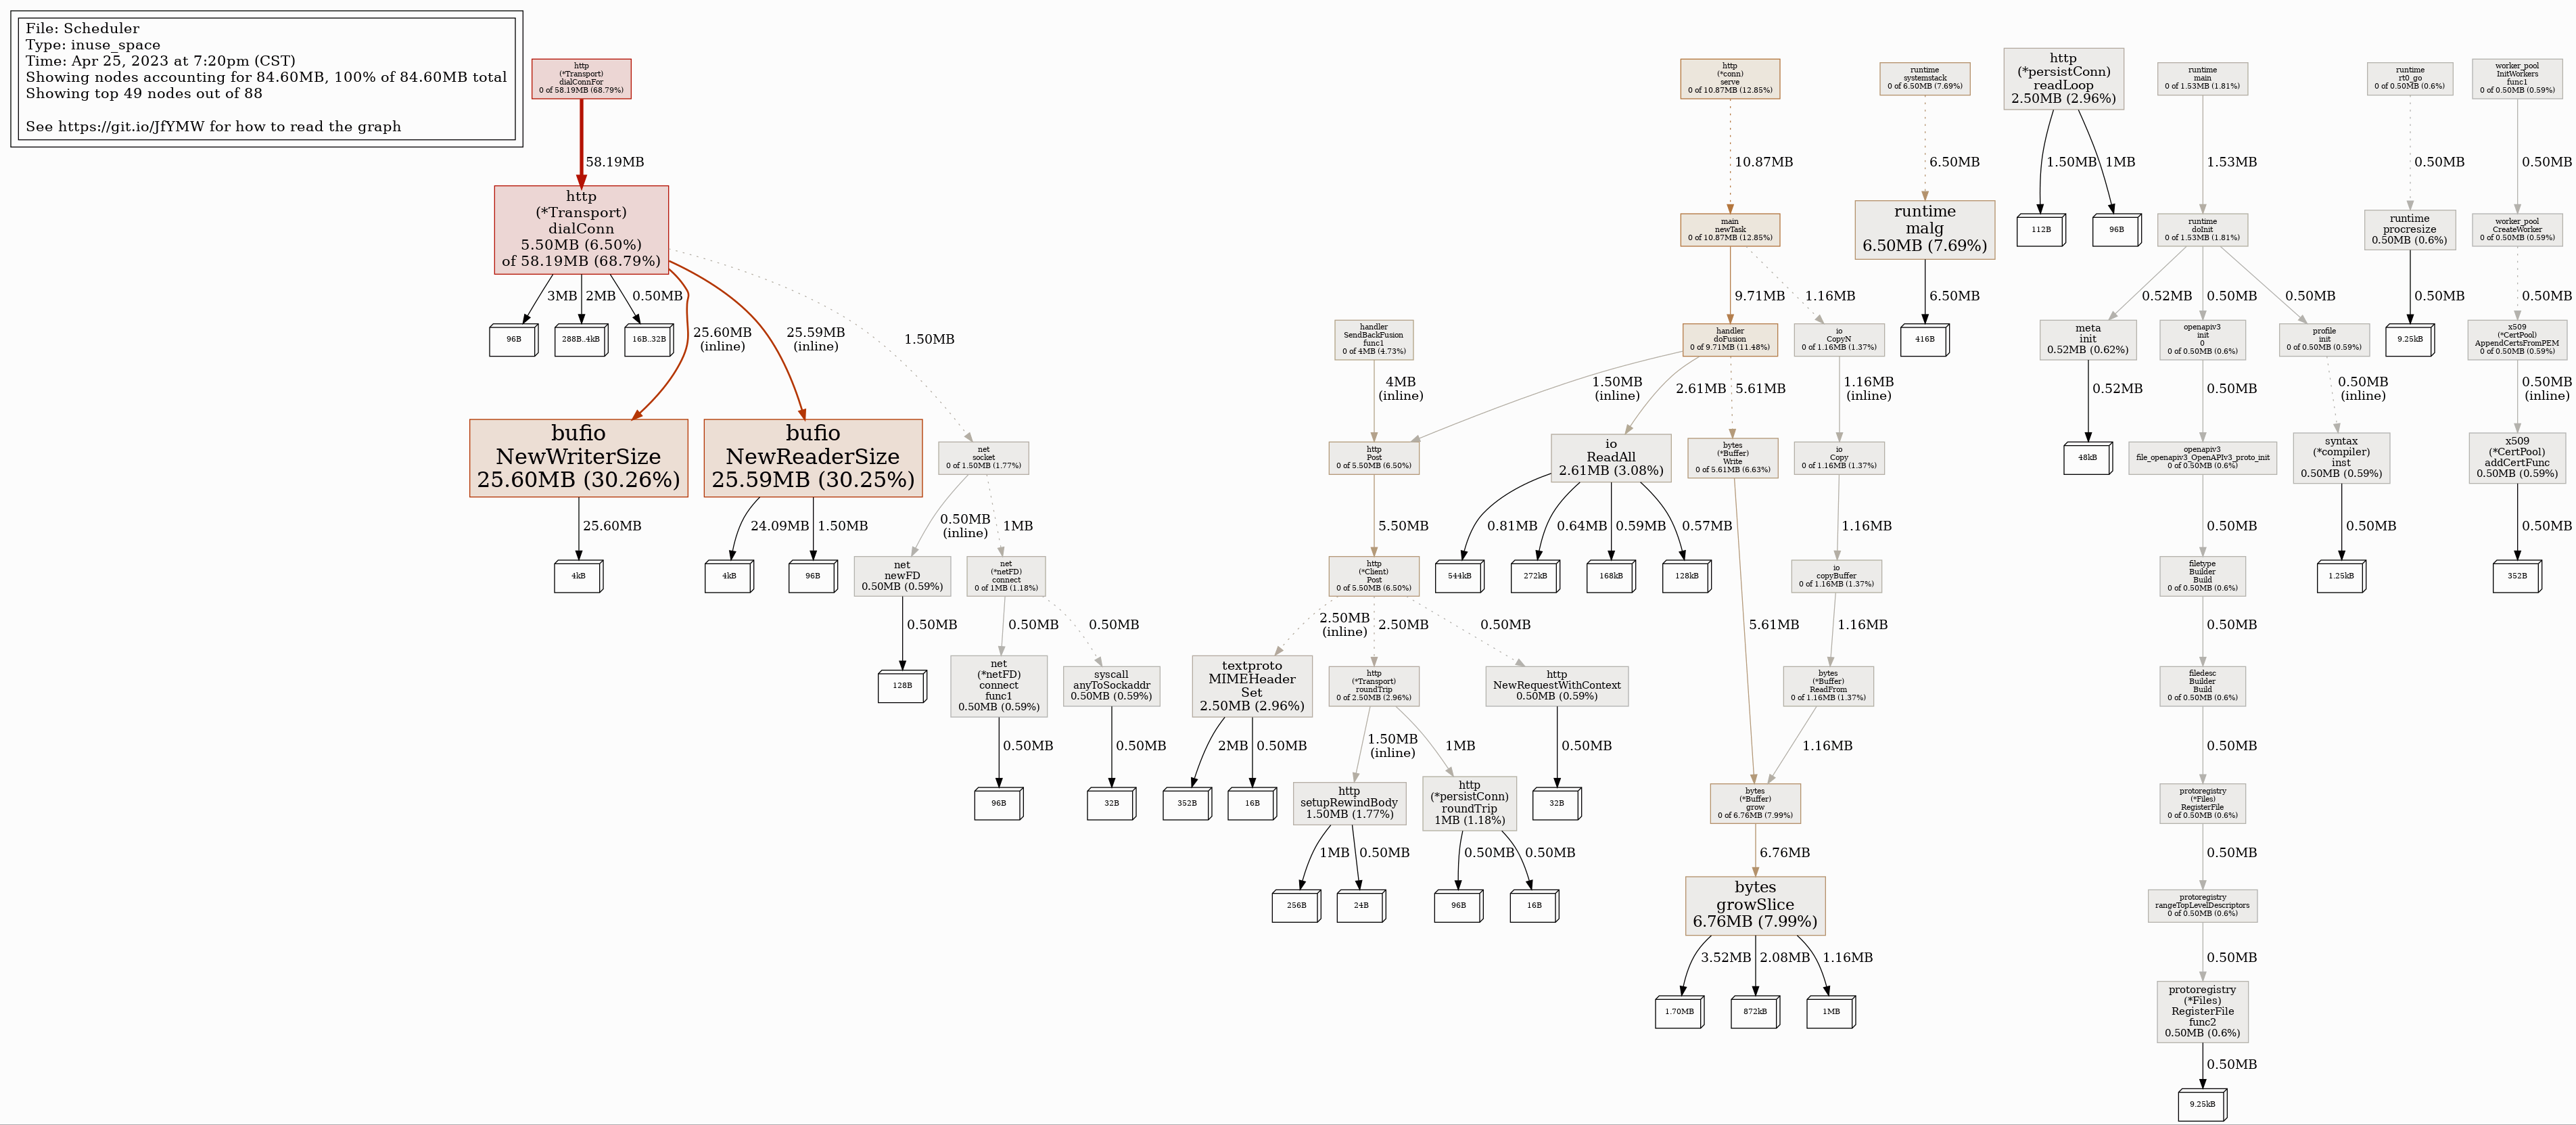 File: Scheduler
Type: inuse_space
Time: Apr 25, 2023 at 7:20pm (CST)
Showing nodes accounting for 84.60MB, 100% of 84.60MB total
Showing top 49 nodes out of 88
See https://git.io/JfYMW for how to read the graph
http
(*Transport)
dialConnFor
0 of 58.19MB (68.79%)
58.19MB
http
(*Transport)
dialConn
5.50MB (6.50%)
of 58.19MB (68.79%)
3MB
2MB
0.50MB
96B
288B..4kB
16B..32B
25.60MB
(inline)
25.59MB
(inline)
1.50MB
bufio
NewWriterSize
25.60MB (30.26%)
25.60MB
4kB
bufio
NewReaderSize
25.59MB (30.25%)
24.09MB
1.50MB
4kB
96B
net
socket
0 of 1.50MB (1.77%)
0.50MB
(inline)
1MB
net
newFD
0.50MB (0.59%)
0.50MB
128B
net
(*netFD)
connect
0 of 1MB (1.18%)
0.50MB
0.50MB
net
(*netFD)
connect
func1
0.50MB (0.59%)
0.50MB
96B
syscall
anyToSockaddr
0.50MB (0.59%)
0.50MB
32B
handler
SendBackFusion
func1
0 of 4MB (4.73%)
4MB
(inline)
http
Post
0 of 5.50MB (6.50%)
5.50MB
http
(*Client)
Post
0 of 5.50MB (6.50%)
2.50MB
(inline)
2.50MB
0.50MB
textproto
MIMEHeader
Set
2.50MB (2.96%)
2MB
0.50MB
352B
16B
http
(*Transport)
roundTrip
0 of 2.50MB (2.96%)
1.50MB
(inline)
1MB
http
setupRewindBody
1.50MB (1.77%)
1MB
0.50MB
256B
24B
http
(*persistConn)
roundTrip
1MB (1.18%)
0.50MB
0.50MB
96B
16B
http
NewRequestWithContext
0.50MB (0.59%)
0.50MB
32B
http
(*conn)
serve
0 of 10.87MB (12.85%)
10.87MB
main
newTask
0 of 10.87MB (12.85%)
9.71MB
1.16MB
handler
doFusion
0 of 9.71MB (11.48%)
1.50MB
(inline)
2.61MB
5.61MB
io
ReadAll
2.61MB (3.08%)
0.81MB
0.64MB
0.59MB
0.57MB
544kB
272kB
168kB
128kB
bytes
(*Buffer)
Write
0 of 5.61MB (6.63%)
5.61MB
io
CopyN
0 of 1.16MB (1.37%)
1.16MB
(inline)
io
Copy
0 of 1.16MB (1.37%)
1.16MB
io
copyBuffer
0 of 1.16MB (1.37%)
1.16MB
bytes
(*Buffer)
ReadFrom
0 of 1.16MB (1.37%)
1.16MB
bytes
(*Buffer)
grow
0 of 6.76MB (7.99%)
6.76MB
bytes
growSlice
6.76MB (7.99%)
3.52MB
2.08MB
1.16MB
1.70MB
872kB
1MB
runtime
systemstack
0 of 6.50MB (7.69%)
6.50MB
runtime
malg
6.50MB (7.69%)
6.50MB
416B
http
(*persistConn)
readLoop
2.50MB (2.96%)
1.50MB
1MB
112B
96B
runtime
main
0 of 1.53MB (1.81%)
1.53MB
runtime
doInit
0 of 1.53MB (1.81%)
0.52MB
0.50MB
0.50MB
meta
init
0.52MB (0.62%)
0.52MB
48kB
openapiv3
init
0
0 of 0.50MB (0.6%)
0.50MB
openapiv3
file_openapiv3_OpenAPIv3_proto_init
0 of 0.50MB (0.6%)
0.50MB
filetype
Builder
Build
0 of 0.50MB (0.6%)
0.50MB
filedesc
Builder
Build
0 of 0.50MB (0.6%)
0.50MB
protoregistry
(*Files)
RegisterFile
0 of 0.50MB (0.6%)
0.50MB
protoregistry
rangeTopLevelDescriptors
0 of 0.50MB (0.6%)
0.50MB
protoregistry
(*Files)
RegisterFile
func2
0.50MB (0.6%)
0.50MB
9.25kB
profile
init
0 of 0.50MB (0.59%)
0.50MB
(inline)
syntax
(*compiler)
inst
0.50MB (0.59%)
0.50MB
1.25kB
runtime
rt0_go
0 of 0.50MB (0.6%)
0.50MB
runtime
procresize
0.50MB (0.6%)
0.50MB
9.25kB
worker_pool
InitWorkers
func1
0 of 0.50MB (0.59%)
0.50MB
worker_pool
CreateWorker
0 of 0.50MB (0.59%)
0.50MB
x509
(*CertPool)
AppendCertsFromPEM
0 of 0.50MB (0.59%)
0.50MB
(inline)
x509
(*CertPool)
addCertFunc
0.50MB (0.59%)
0.50MB
352B